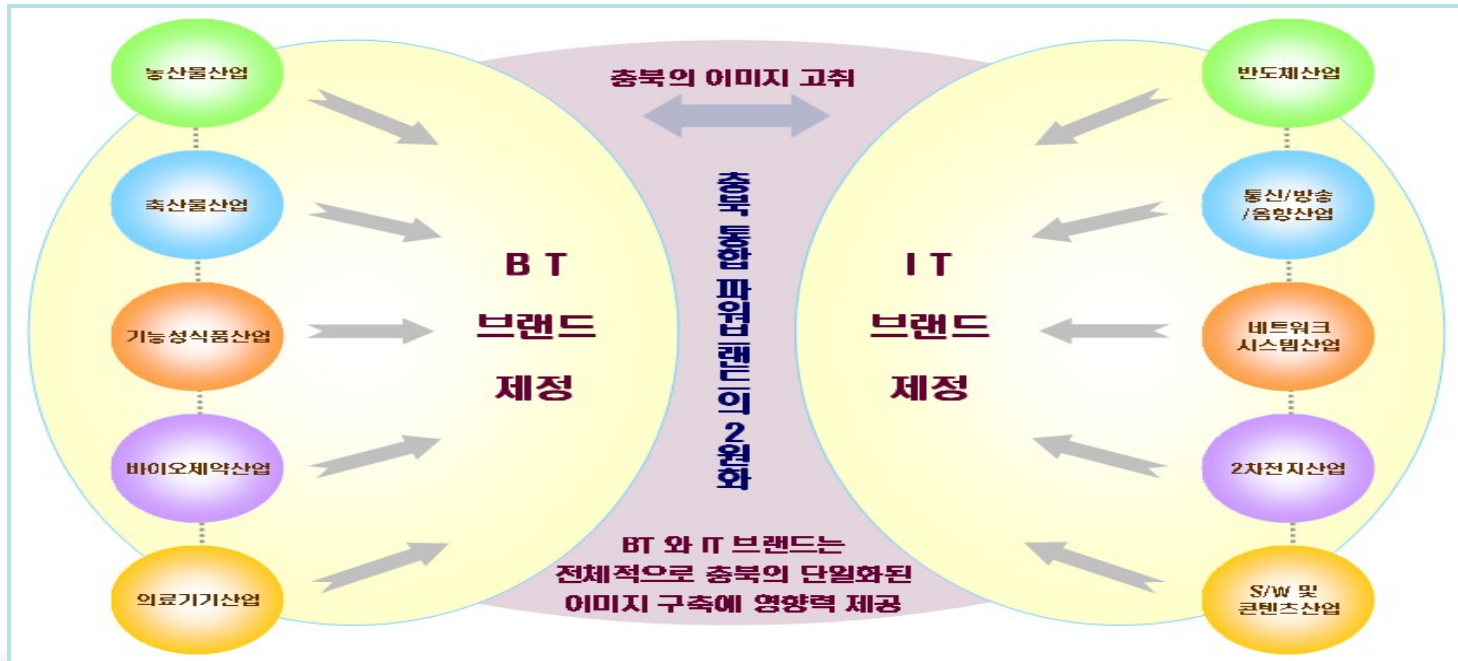 농산물산업
축산물산업
기능성식품산업
바이오제약산업
의료기기산업
B T
브랜드
제정
충북의 이미지 고취
충북 통합 파워브랜드의 2원화
BT 와 IT 브랜드는
전체적으로 충북의 단일화된
이미지 구축에 영향력 제공
I T
브랜드
제정
반도체산업
통신/방송
/음향산업
네트워크
시스템산업
2차전지산업
S/W 및
콘텐츠산업